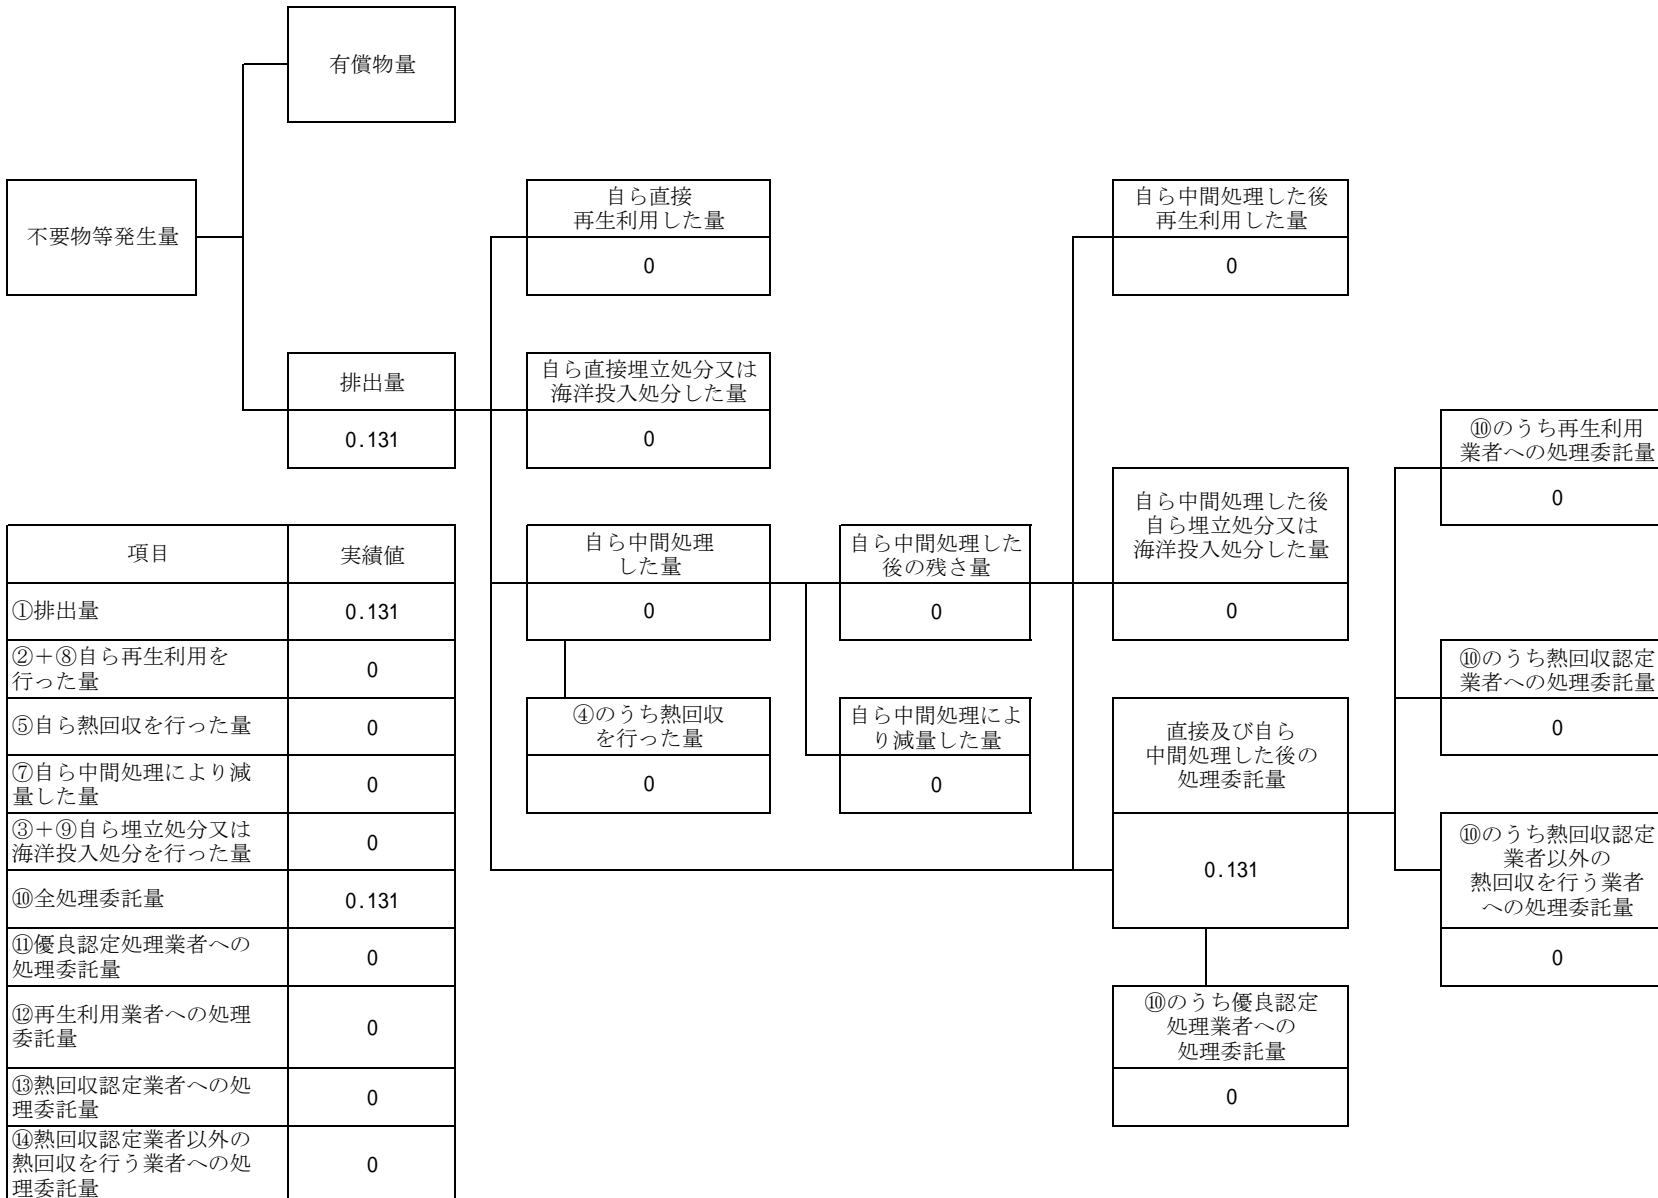 有償物量
不要物等発生量
自ら直接
再生利用した量
0
自ら中間処理した後
再生利用した量
0
排出量
0.131
自ら直接埋立処分又は
海洋投入処分した量
0
⑩のうち再生利用
業者への処理委託量
0
自ら中間処理
した量
0
自ら中間処理した
後の残さ量
0
自ら中間処理した後
自ら埋立処分又は
海洋投入処分した量
0
⑩のうち熱回収認定
業者への処理委託量
0
④のうち熱回収
を行った量
0
自ら中間処理によ
り減量した量
0
直接及び自ら
中間処理した後の
処理委託量
0.131
⑩のうち熱回収認定
業者以外の
熱回収を行う業者
への処理委託量
0
⑩のうち優良認定
処理業者への
処理委託量
0
項目
実績値
①排出量
0.131
②+⑧自ら再生利用を
行った量
0
⑤自ら熱回収を行った量
0
⑦自ら中間処理により減
量した量
0
③+⑨自ら埋立処分又は
海洋投入処分を行った量
0
⑩全処理委託量
0.131
⑪優良認定処理業者への
処理委託量
0
⑫再生利用業者への処理
委託量
0
⑬熱回収認定業者への処
理委託量
0
⑭熱回収認定業者以外の
熱回収を行う業者への処
理委託量
0